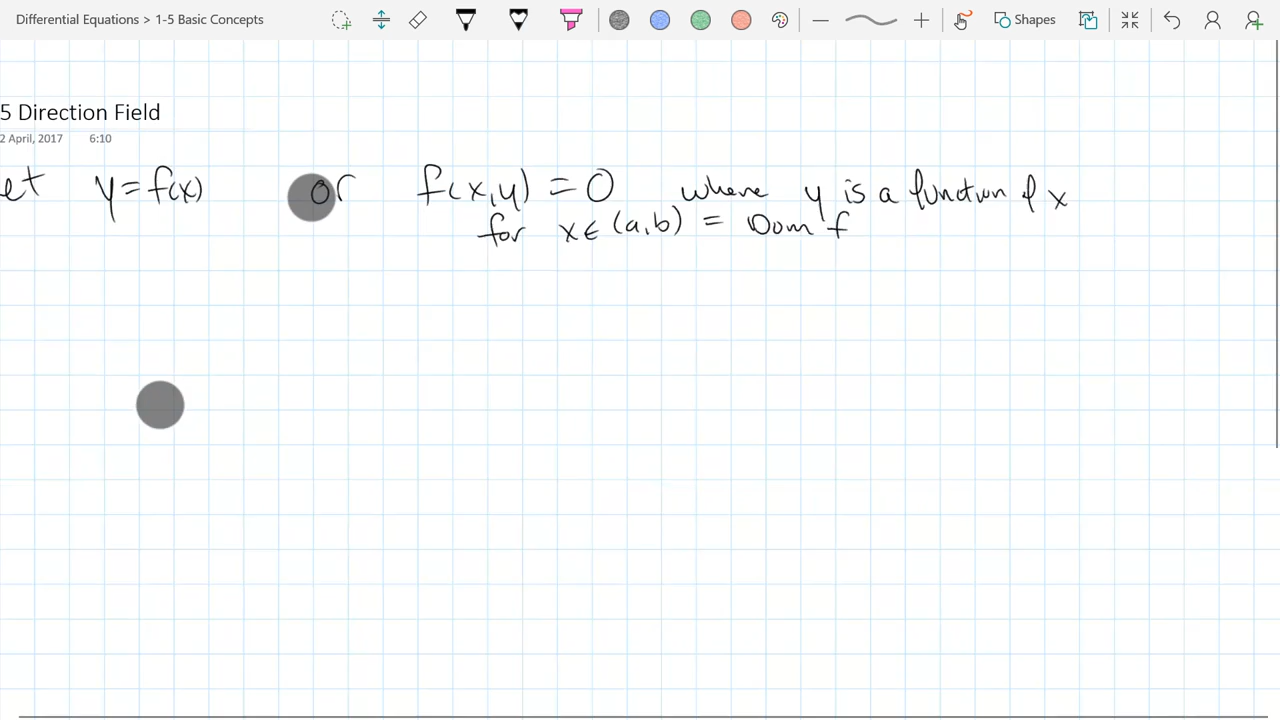 Differential Equations > 1-5 Basic Concepts
Shapes
5 Direction Field
2 April, 2017 6:10
et y=f(x) or f(x,y)=0 where y is a function of x
for x∈(a,b) = Dom f